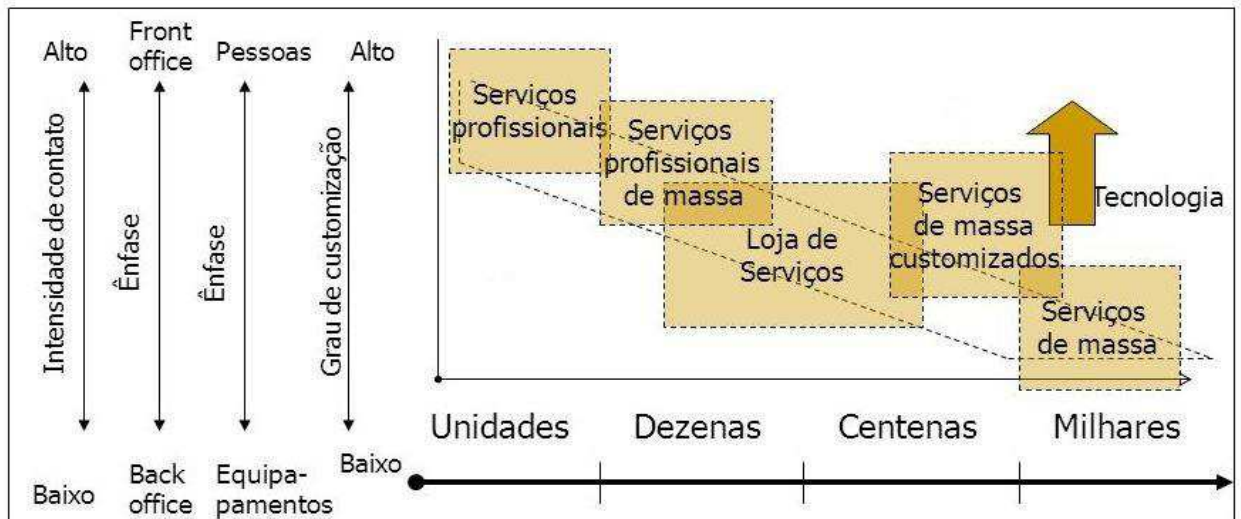 Alto
Front
office
Pessoas
Alto
Intensidade de contato
Ênfase
Ênfase
Grau de customização
Baixo
Back
office
Equipa-
pamentos
Baixo
Serviços
profissionais
Serviços
profissionais
de massa
Loja de
Serviços
Serviços
de massa
customizados
Tecnologia
Serviços
de massa
Unidades
Dezenas
Centenas
Milhares